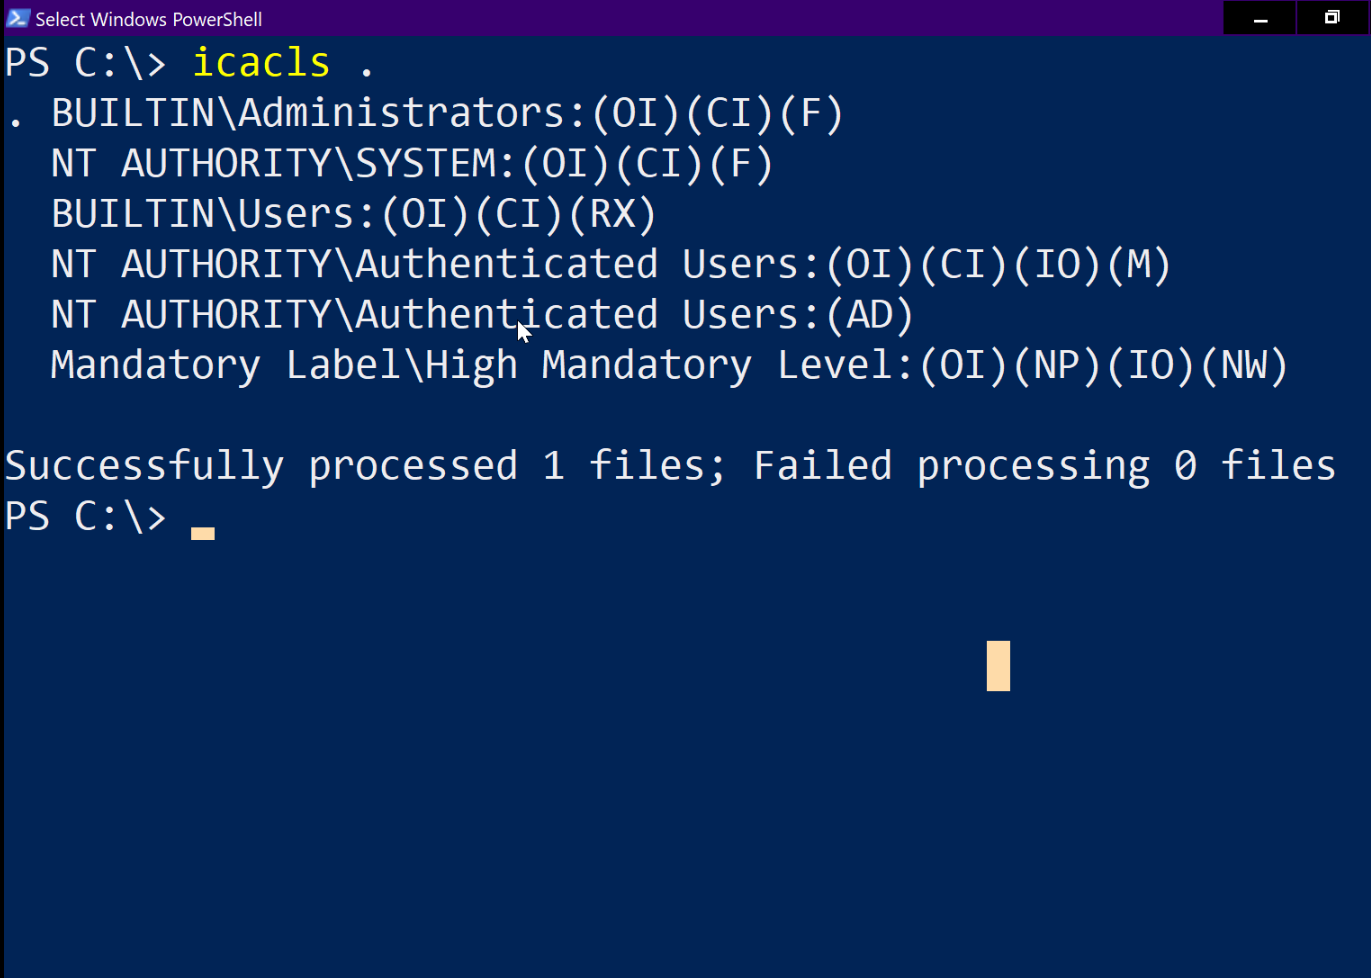 Select Windows PowerShell
PS C:\> icacls .
. BUILTIN\Administrators:(OI)(CI)(F)
  NT AUTHORITY\SYSTEM:(OI)(CI)(F)
  BUILTIN\Users:(OI)(CI)(RX)
  NT AUTHORITY\Authenticated Users:(OI)(CI)(IO)(M)
  NT AUTHORITY\Authenticated Users:(AD)
  Mandatory Label\High Mandatory Level:(OI)(NP)(IO)(NW)
Successfully processed 1 files; Failed processing 0 files
PS C:\>